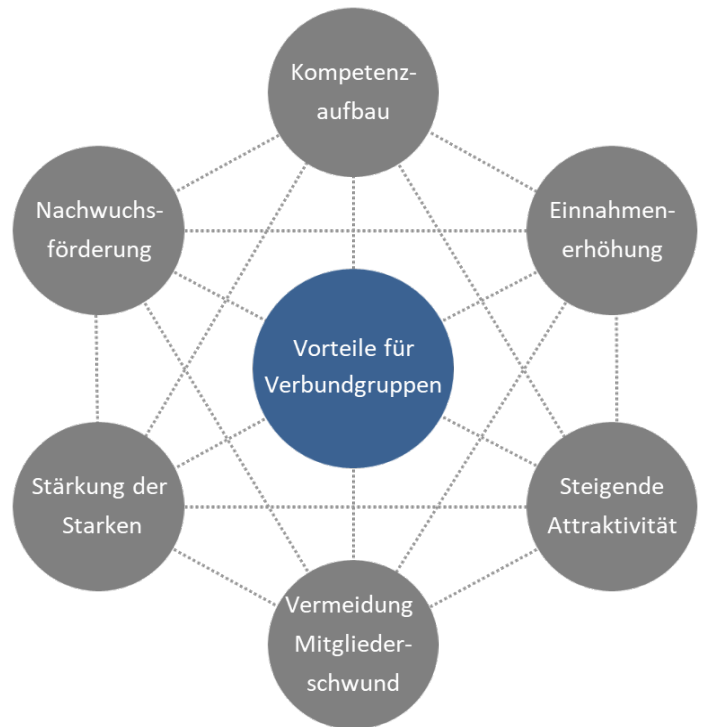 Kompetenz-
aufbau
Nachwuchs-
förderung
Einnahmen-
erhöhung
Vorteile für
Verbundgruppen
Stärkung der
Starken
Steigende
Attraktivität
Vermeidung
Mitglieder-
schwund